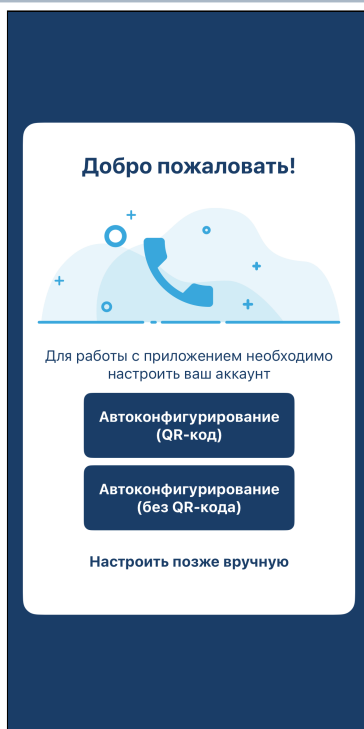 Добро пожаловать!
Для работы с приложением необходимо
настроить ваш аккаунт
Автоконфигурирование
(QR-код)
Автоконфигурирование
(без QR-кода)
Настроить позже вручную